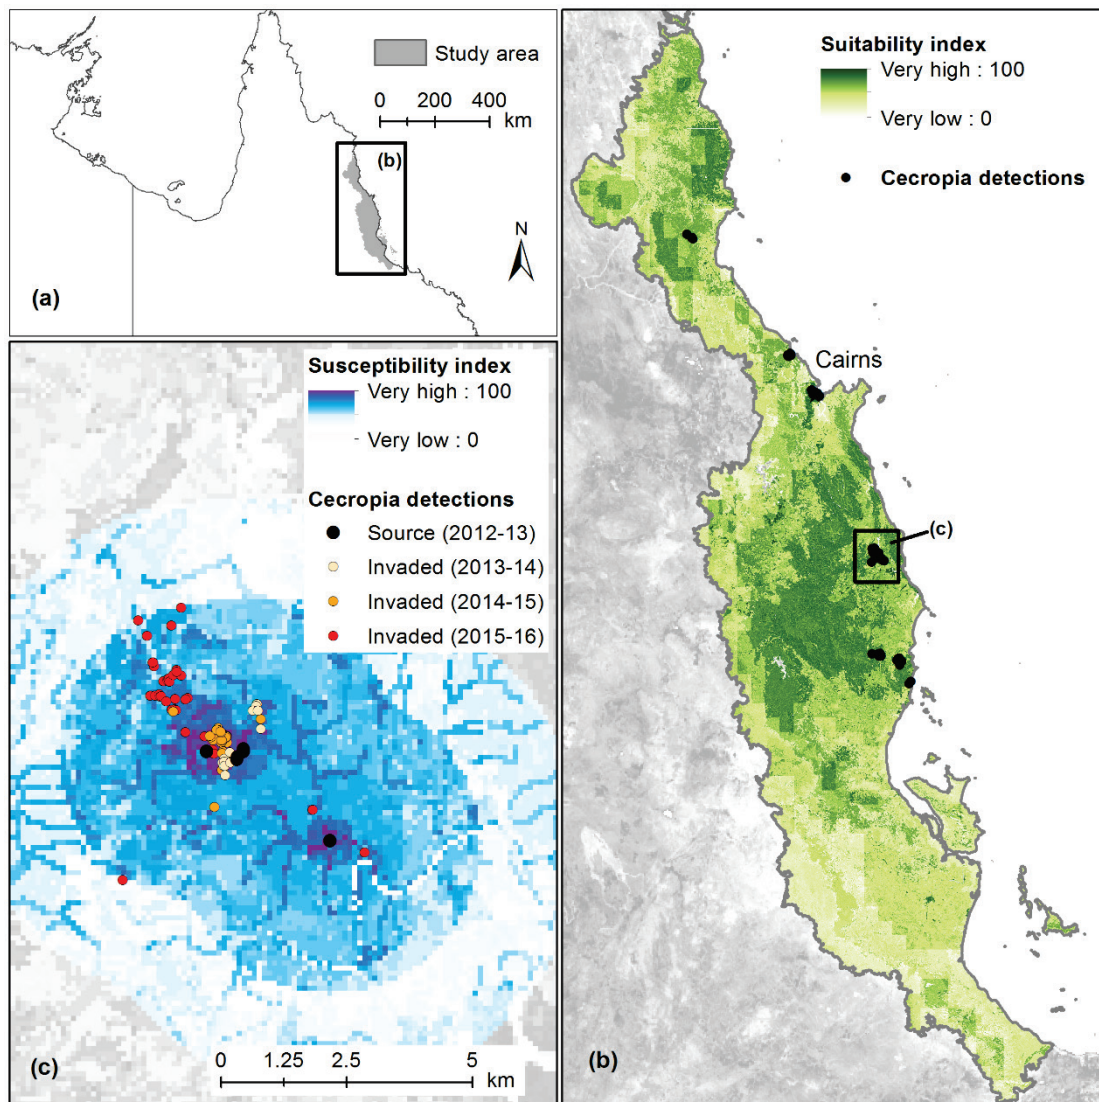 Study area
0 200 400
km
(b)
N
(a)
Susceptibility index
Very high : 100
Very low : 0
Cecropia detections
Source (2012-13)
Invaded (2013-14)
Invaded (2014-15)
Invaded (2015-16)
(c)
0 1.25 2.5 5
km
Suitability index
Very high : 100
Very low : 0
Cecropia detections
Cairns
(c)
(b)